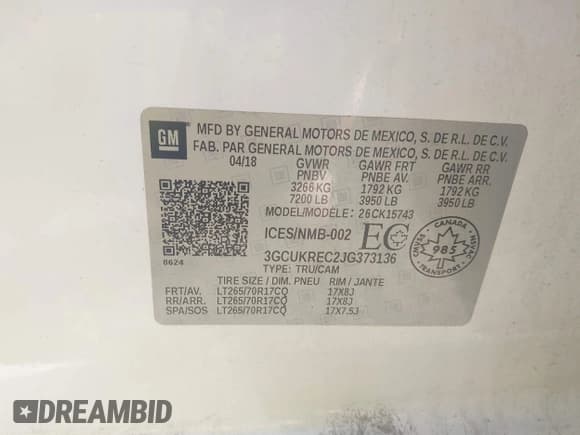 GM
MFD BY GENERAL MOTORS DE MEXICO, S. DE R.L. DE C.V.
FAB. PAR GENERAL MOTORS DE MEXICO, S. DE R.L. DE C.V.
04/18 GVWR GAWR FRT GAWR RR
PNBV PNBE AV. PNBE ARR.
3266 KG 1792 KG 1792 KG
7200 LB 3950 LB 3950 LB
MODEL/MODÈLE: 26CK15743
ICES/NMB-002 EC
CANADA
CMVSS 985 NSVAC
TRANSPORT
0624
3GCUKREC2JG373136
TYPE: TRU/CAM
TIRE SIZE / DIM. PNEU RIM / JANTE
FRT/AV. LT265/70R17CQ 17X8J
RR/ARR. LT265/70R17CQ 17X8J
SPA/SOS LT265/70R17CQ 17X7.5J
DREAMBID